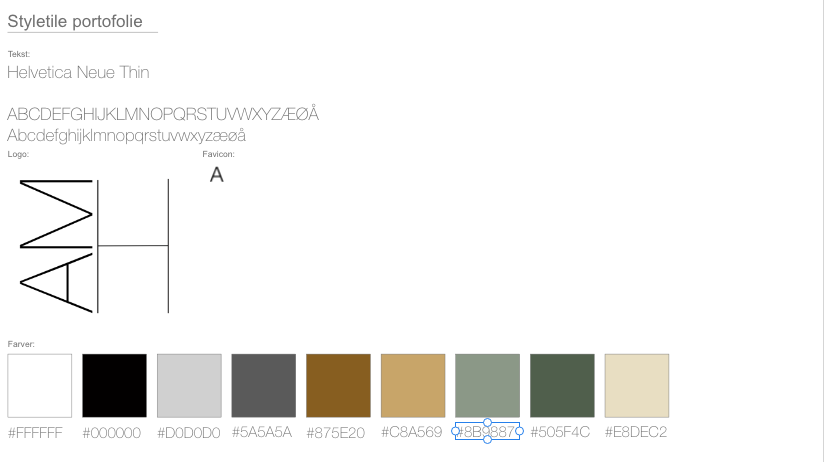 Styletile portofolie
Tekst:
Helvetica Neue Thin
ABCDEFGHIJKLMNOPQRSTUVWXYZÆØÅ
Abcdefghijklmnopqrstuvwxyzæøå
Logo: Favicon:
A
AMH
Farver:
#FFFFFF #000000 #D0D0D0 #5A5A5A #875E20 #C8A569 #8B9887 #505F4C #E8DEC2